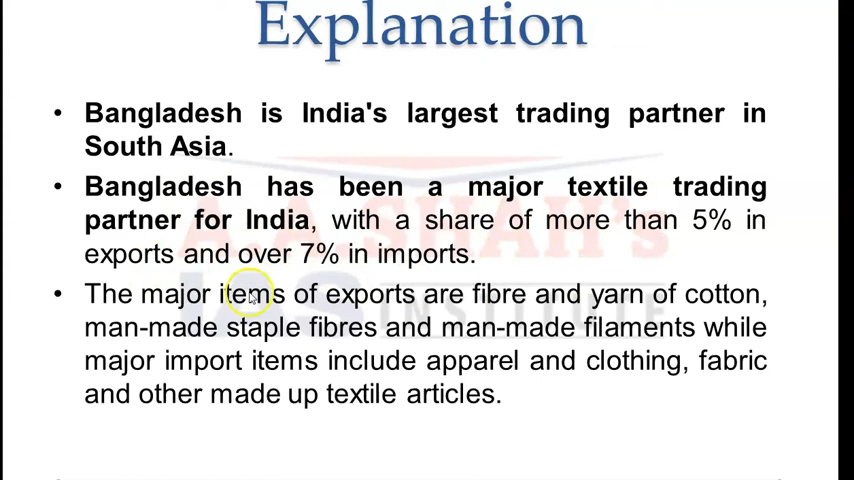 Explanation
• Bangladesh is India's largest trading partner in
South Asia.
• Bangladesh has been a major textile trading
partner for India, with a share of more than 5% in
exports and over 7% in imports.
• The major items of exports are fibre and yarn of cotton,
man-made staple fibres and man-made filaments while
major import items include apparel and clothing, fabric
and other made up textile articles.
A.A.SHAH's
IAS INSTITUTE